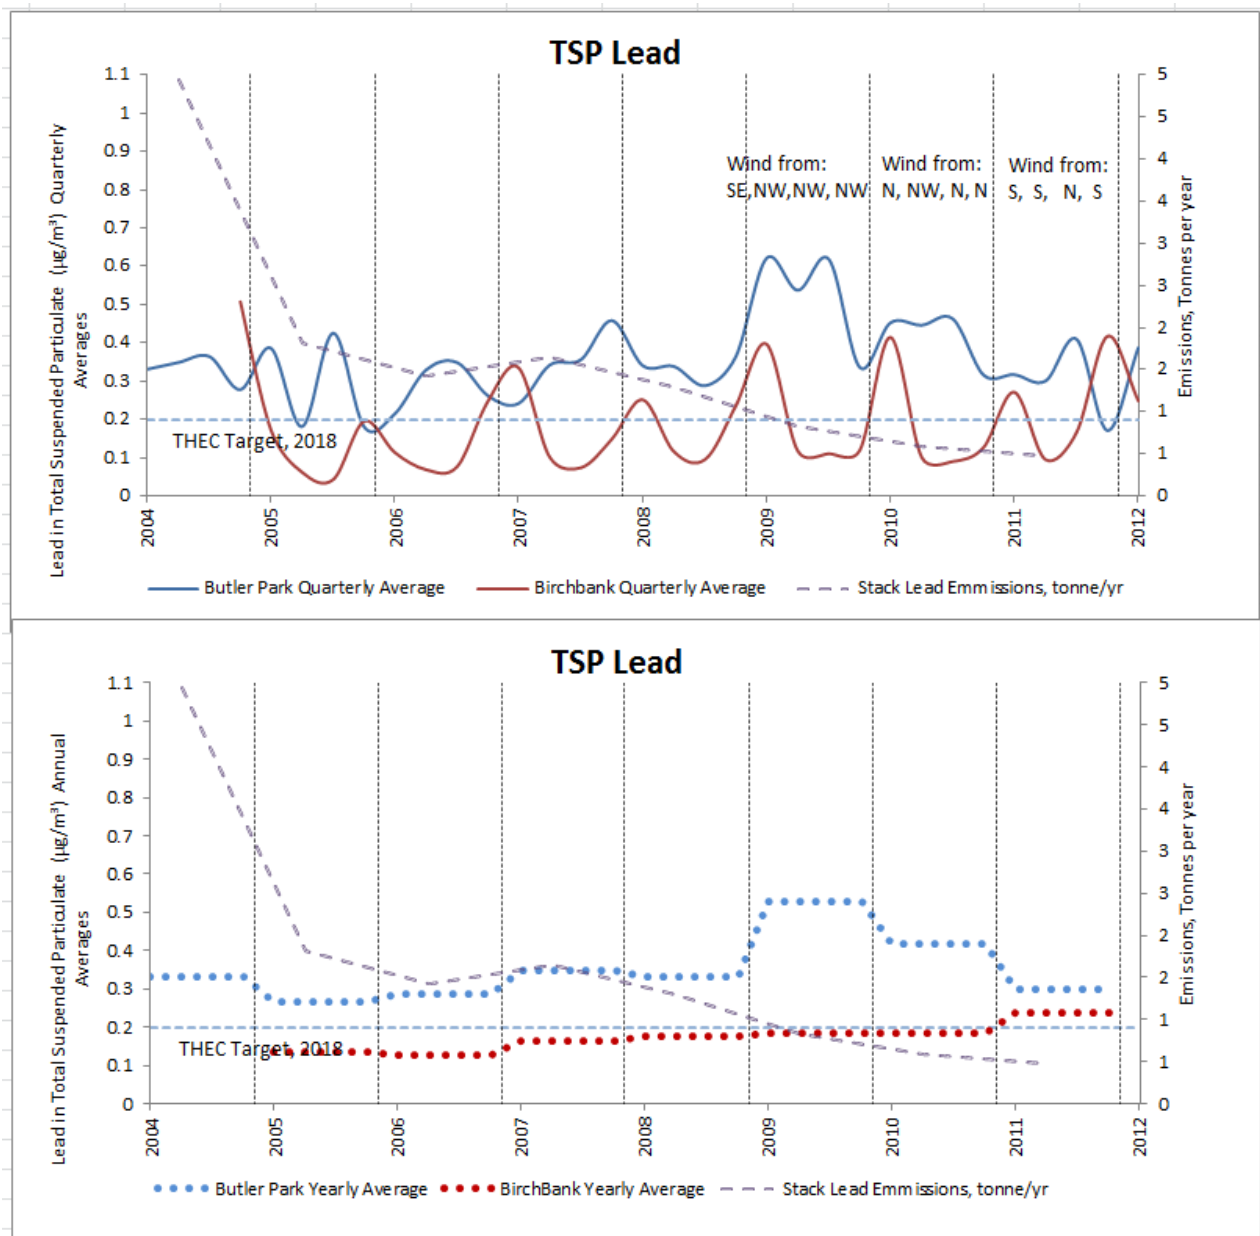 TSP Lead
Lead in Total Suspended Particulate (µg/m³) Quarterly
Averages
1.1
1
0.9
0.8
0.7
0.6
0.5
0.4
0.3
0.2
0.1
0
5
5
4
4
3
3
2
2
1
1
0
Emissions, Tonnes per year
Wind from:
SE,NW,NW, NW
Wind from:
N, NW, N, N
Wind from:
S, S, N, S
THEC Target, 2018
2004
2005
2006
2007
2008
2009
2010
2011
2012
Butler Park Quarterly Average
Birchbank Quarterly Average
Stack Lead Emmissions, tonne/yr
TSP Lead
Lead in Total Suspended Particulate (µg/m³) Annual
Averages
1.1
1
0.9
0.8
0.7
0.6
0.5
0.4
0.3
0.2
0.1
0
5
5
4
4
3
3
2
2
1
1
0
Emissions, Tonnes per year
THEC Target, 2018
2004
2005
2006
2007
2008
2009
2010
2011
2012
Butler Park Yearly Average
BirchBank Yearly Average
Stack Lead Emmissions, tonne/yr